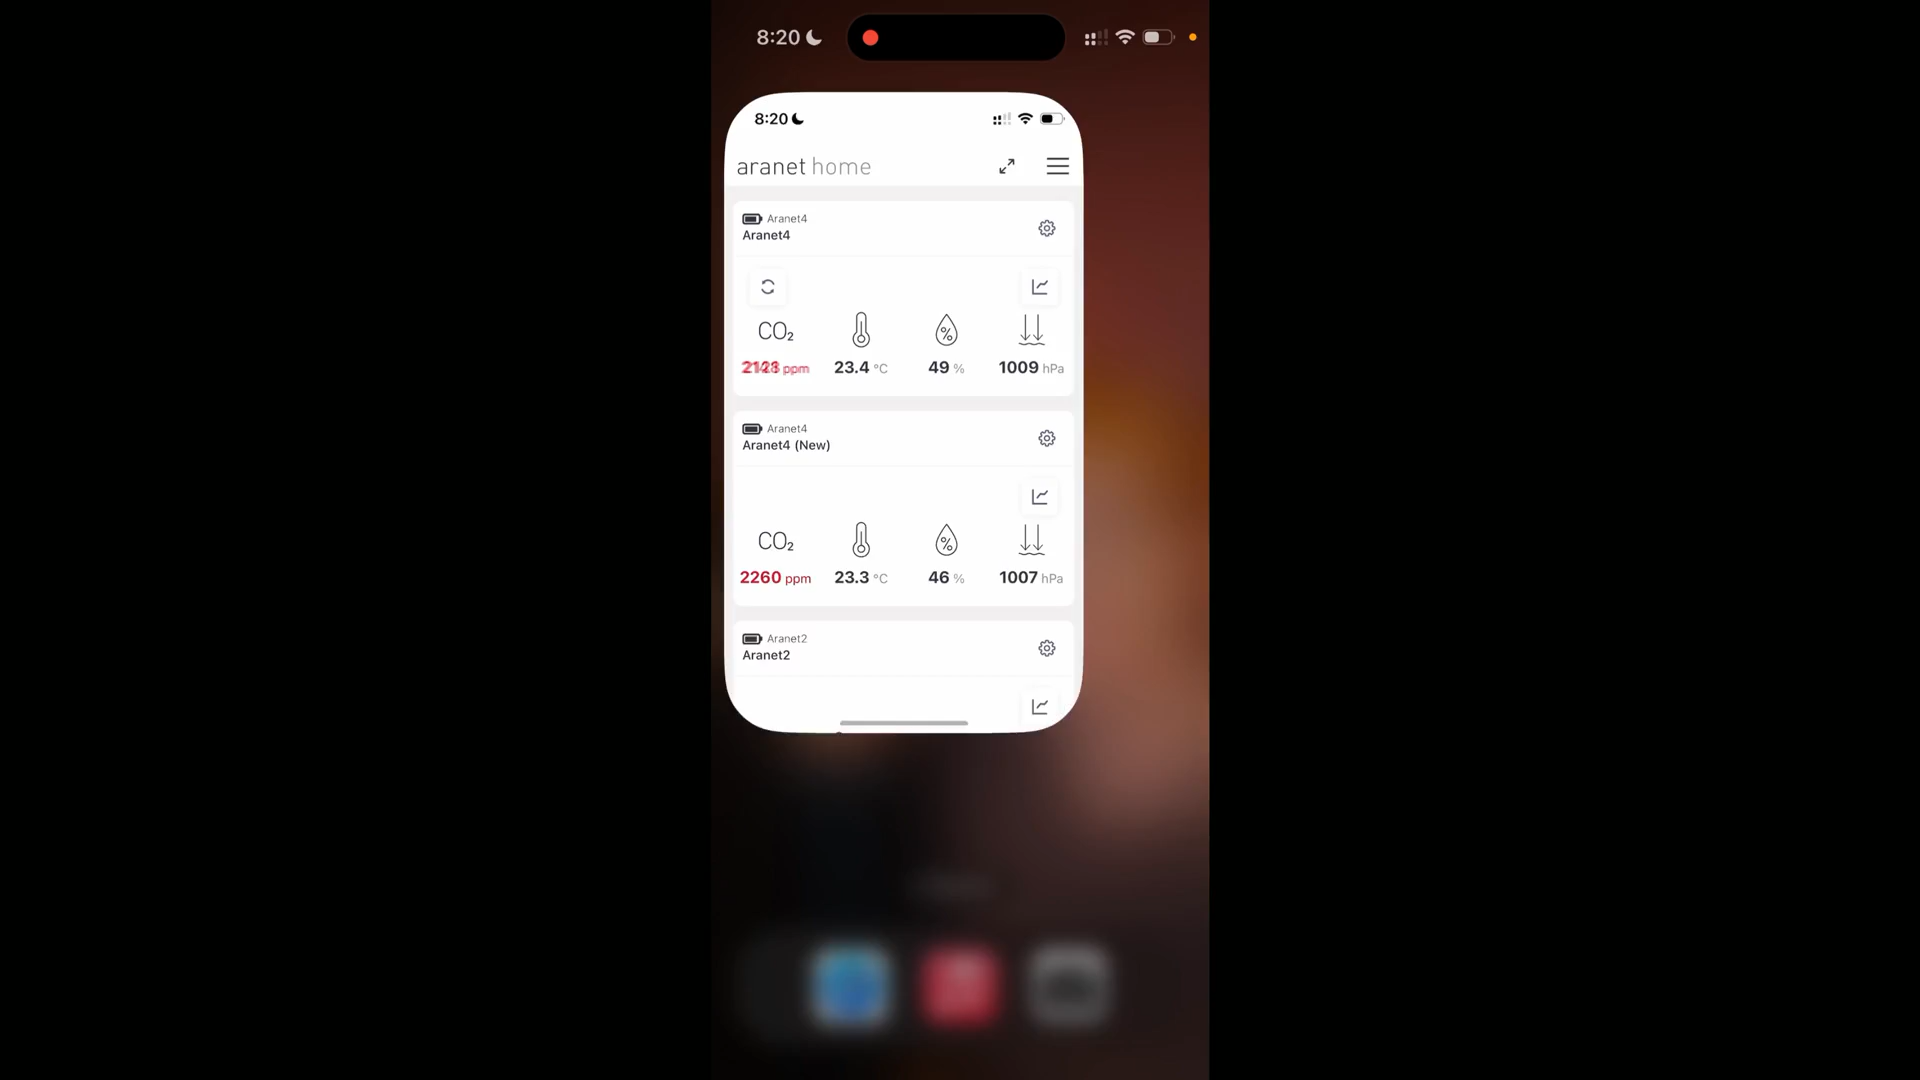 8:20
8:20
aranet home
Aranet4
Aranet4
CO₂
ppm 23.4 °C 49 % 1009 hPa
Aranet4
Aranet4 (New)
CO₂
2260 ppm 23.3 °C 46 % 1007 hPa
Aranet2
Aranet2